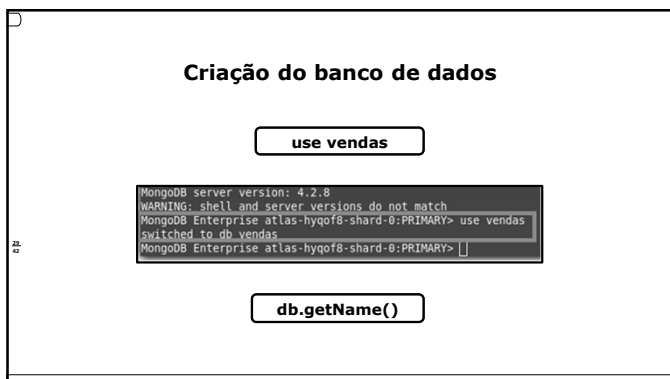 Criação do banco de dados
use vendas
MongoDB server version: 4.2.8
WARNING: shell and server versions do not match
MongoDB Enterprise atlas-hyqof8-shard-0:PRIMARY> use vendas
switched to db vendas
MongoDB Enterprise atlas-hyqof8-shard-0:PRIMARY>
42
db.getName()